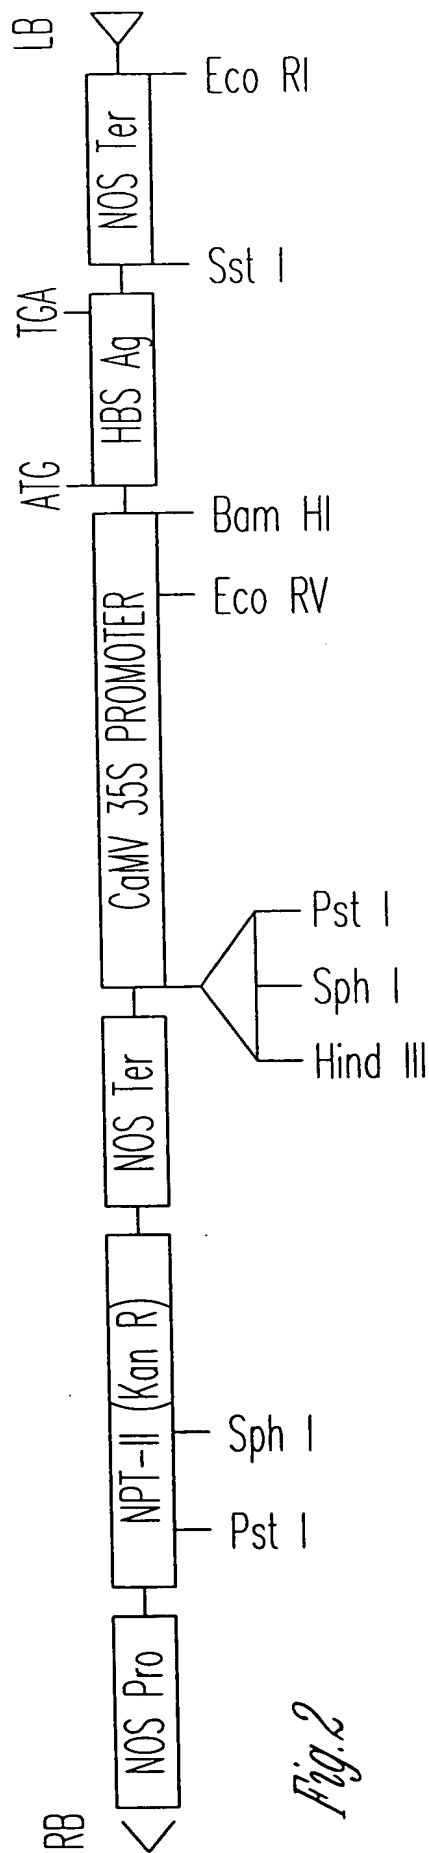 LB
Eco RI
NOS Ter
Sst I
TGA
HBS Ag
ATG
Bam HI
Eco RV
CaMV 35S PROMOTER
Pst I
Sph I
Hind III
NOS Ter
NPT-II (Kan R)
Sph I
Pst I
NOS Pro
RB
Fig.2